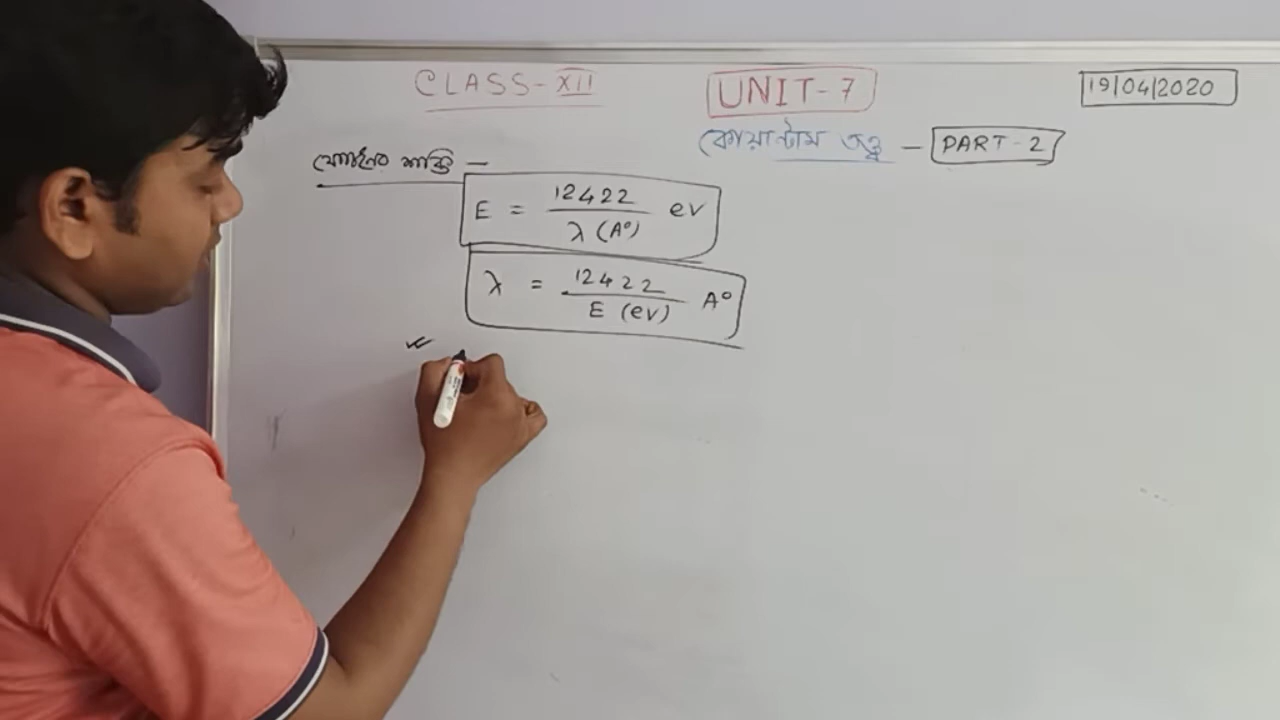 CLASS-XII
UNIT-7
19/04/2020
কোয়ান্টাম তত্ত্ব — PART-2
ফোটনের শক্তি —
E = 12422 / λ (A°) ev
λ = 12422 / E (ev) A°